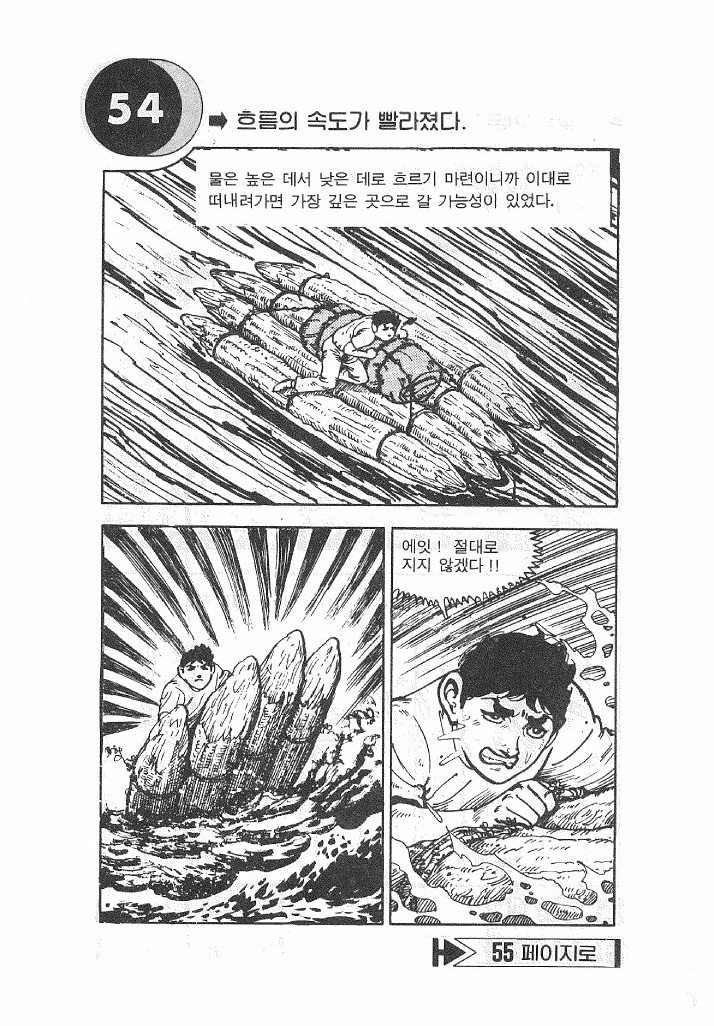 54
➡ 흐름의 속도가 빨라졌다.
물은 높은 데서 낮은 데로 흐르기 마련이니까 이대로
떠내려가면 가장 깊은 곳으로 갈 가능성이 있었다.
에잇! 절대로
지지 않겠다!!
55 페이지로